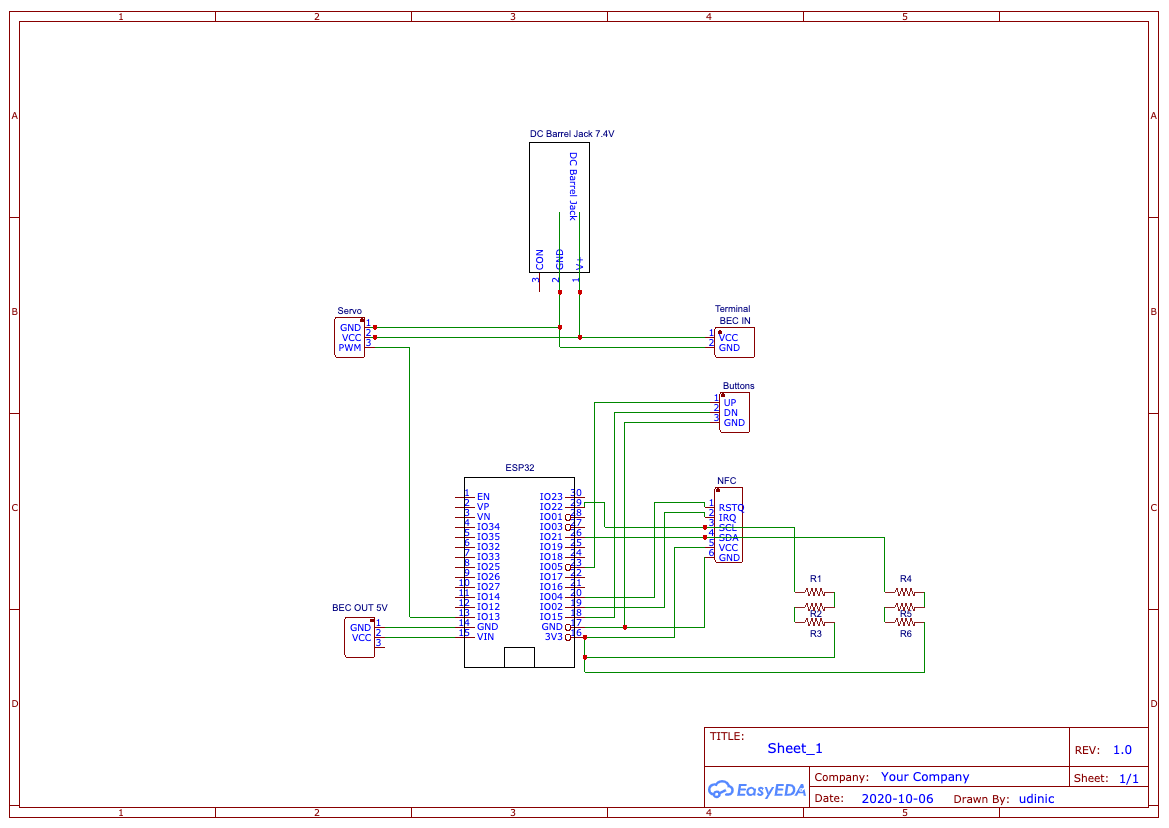 1 2 3 4 5
A A
DC Barrel Jack 7.4V
DC Barrel Jack
CON GND V+
3 2 1
B B
Servo
GND 1
VCC 2
PWM 3
Terminal
BEC IN
1 VCC
2 GND
Buttons
1 UP
2 DN
3 GND
C C
ESP32
1 EN IO23 30
2 VP IO22 29
3 VN IO01 28
4 IO34 IO03 27
5 IO35 IO21 26
6 IO32 IO19 25
7 IO33 IO18 24
8 IO25 IO05 23
9 IO26 IO17 22
10 IO27 IO16 21
11 IO14 IO04 20
12 IO12 IO02 19
13 IO13 IO15 18
14 GND GND 17
15 VIN 3V3 16
NFC
1 RSTO
2 IRQ
3 SCL
4 SDA
5 VCC
6 GND
R1 R4
R2 R5
R3 R6
BEC OUT 5V
GND 1
VCC 2
3
D D
TITLE:
Sheet_1
REV: 1.0
EasyEDA
Company: Your Company
Sheet: 1/1
Date: 2020-10-06 Drawn By: udinic
1 2 3 4 5